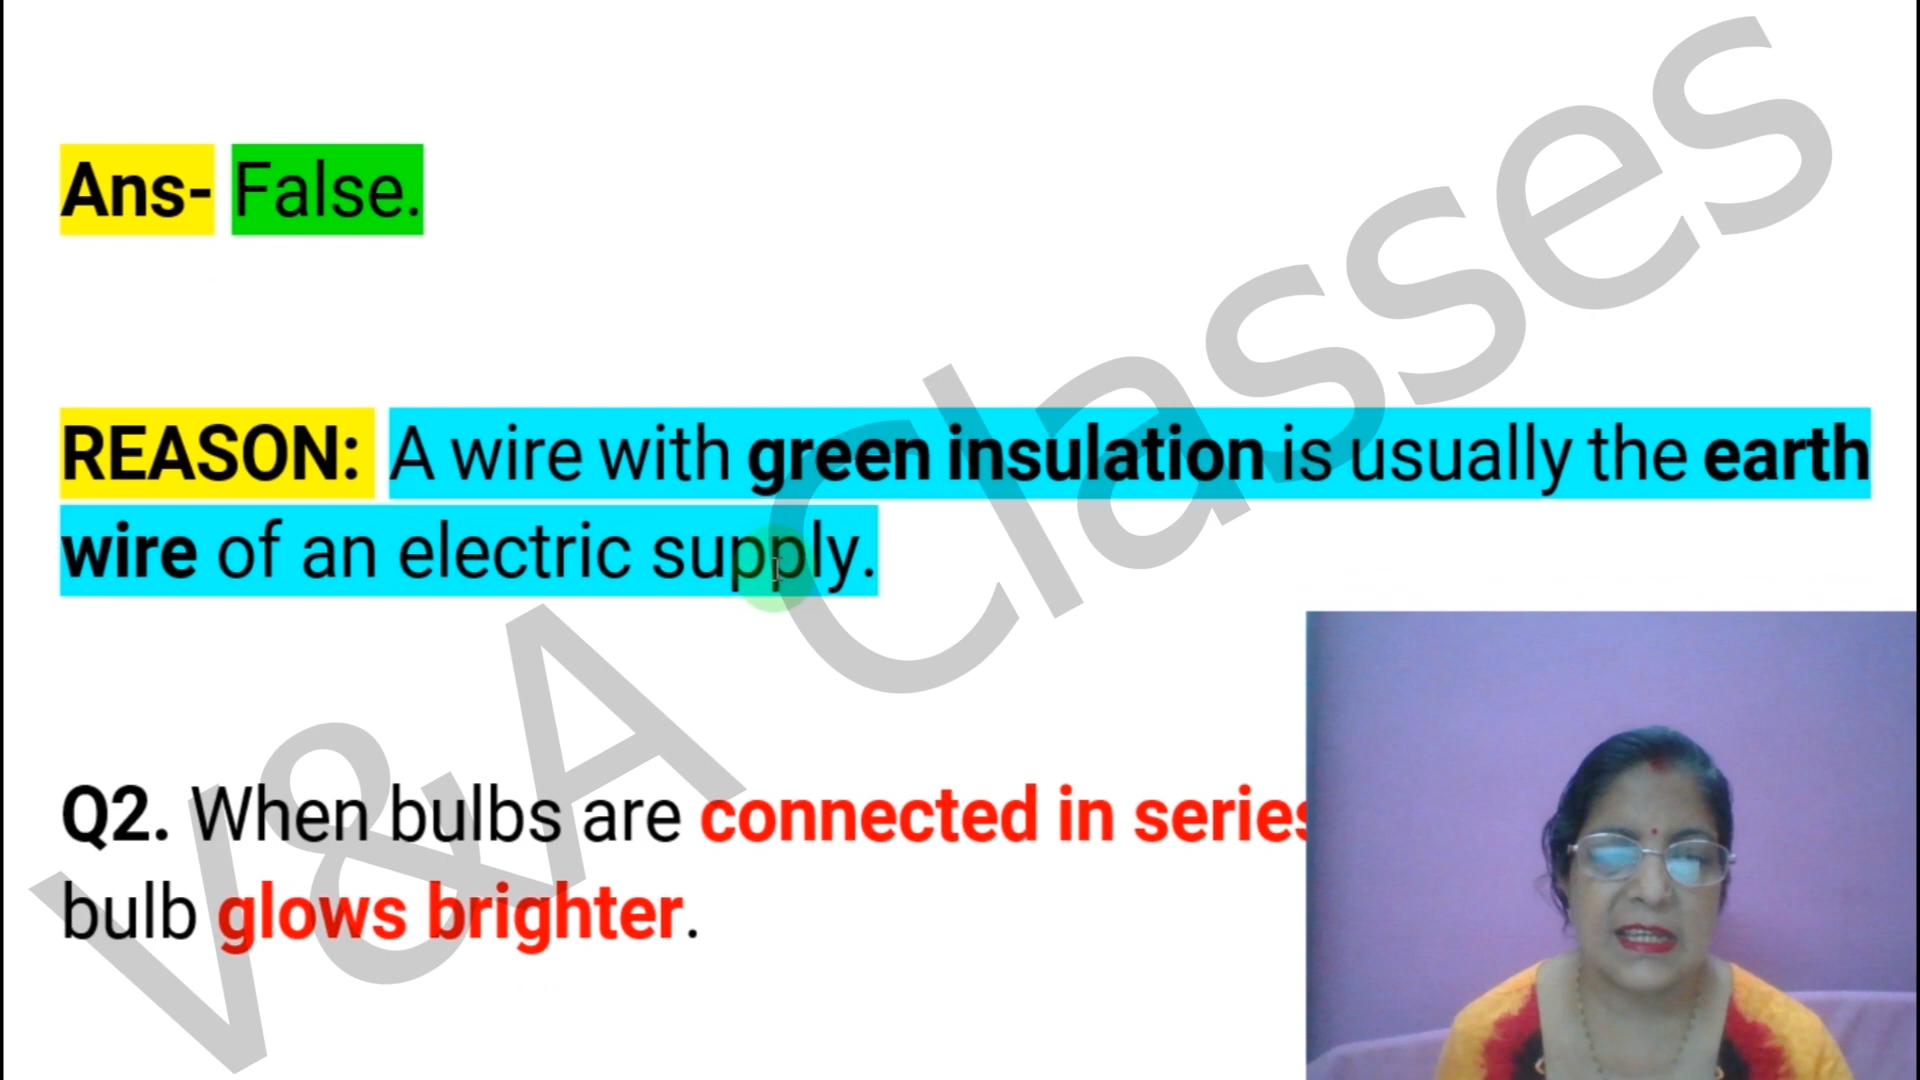 Ans- False.
REASON: A wire with green insulation is usually the earth
wire of an electric supply.
Q2. When bulbs are connected in series
bulb glows brighter.
V&A Classes